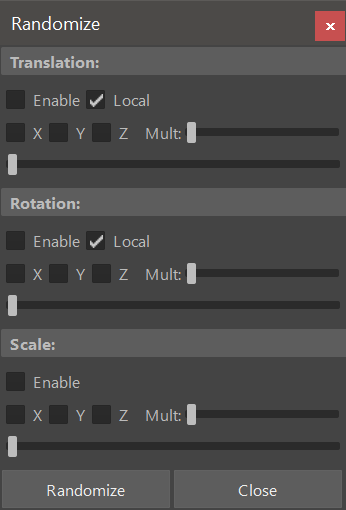 Randomize
Translation:
Enable Local
X Y Z Mult:
Rotation:
Enable Local
X Y Z Mult:
Scale:
Enable
X Y Z Mult:
Randomize Close